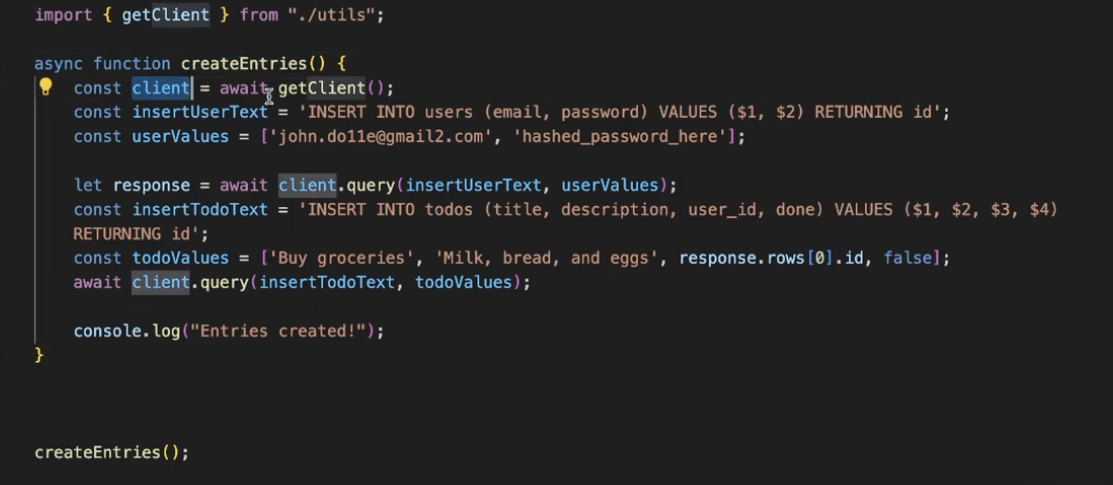 import { getClient } from "./utils";
async function createEntries() {
const client = await getClient();
const insertUserText = 'INSERT INTO users (email, password) VALUES ($1, $2) RETURNING id';
const userValues = ['john.do11e@gmail2.com', 'hashed_password_here'];
let response = await client.query(insertUserText, userValues);
const insertTodoText = 'INSERT INTO todos (title, description, user_id, done) VALUES ($1, $2, $3, $4)
RETURNING id';
const todoValues = ['Buy groceries', 'Milk, bread, and eggs', response.rows[0].id, false];
await client.query(insertTodoText, todoValues);
console.log("Entries created!");
}
createEntries();